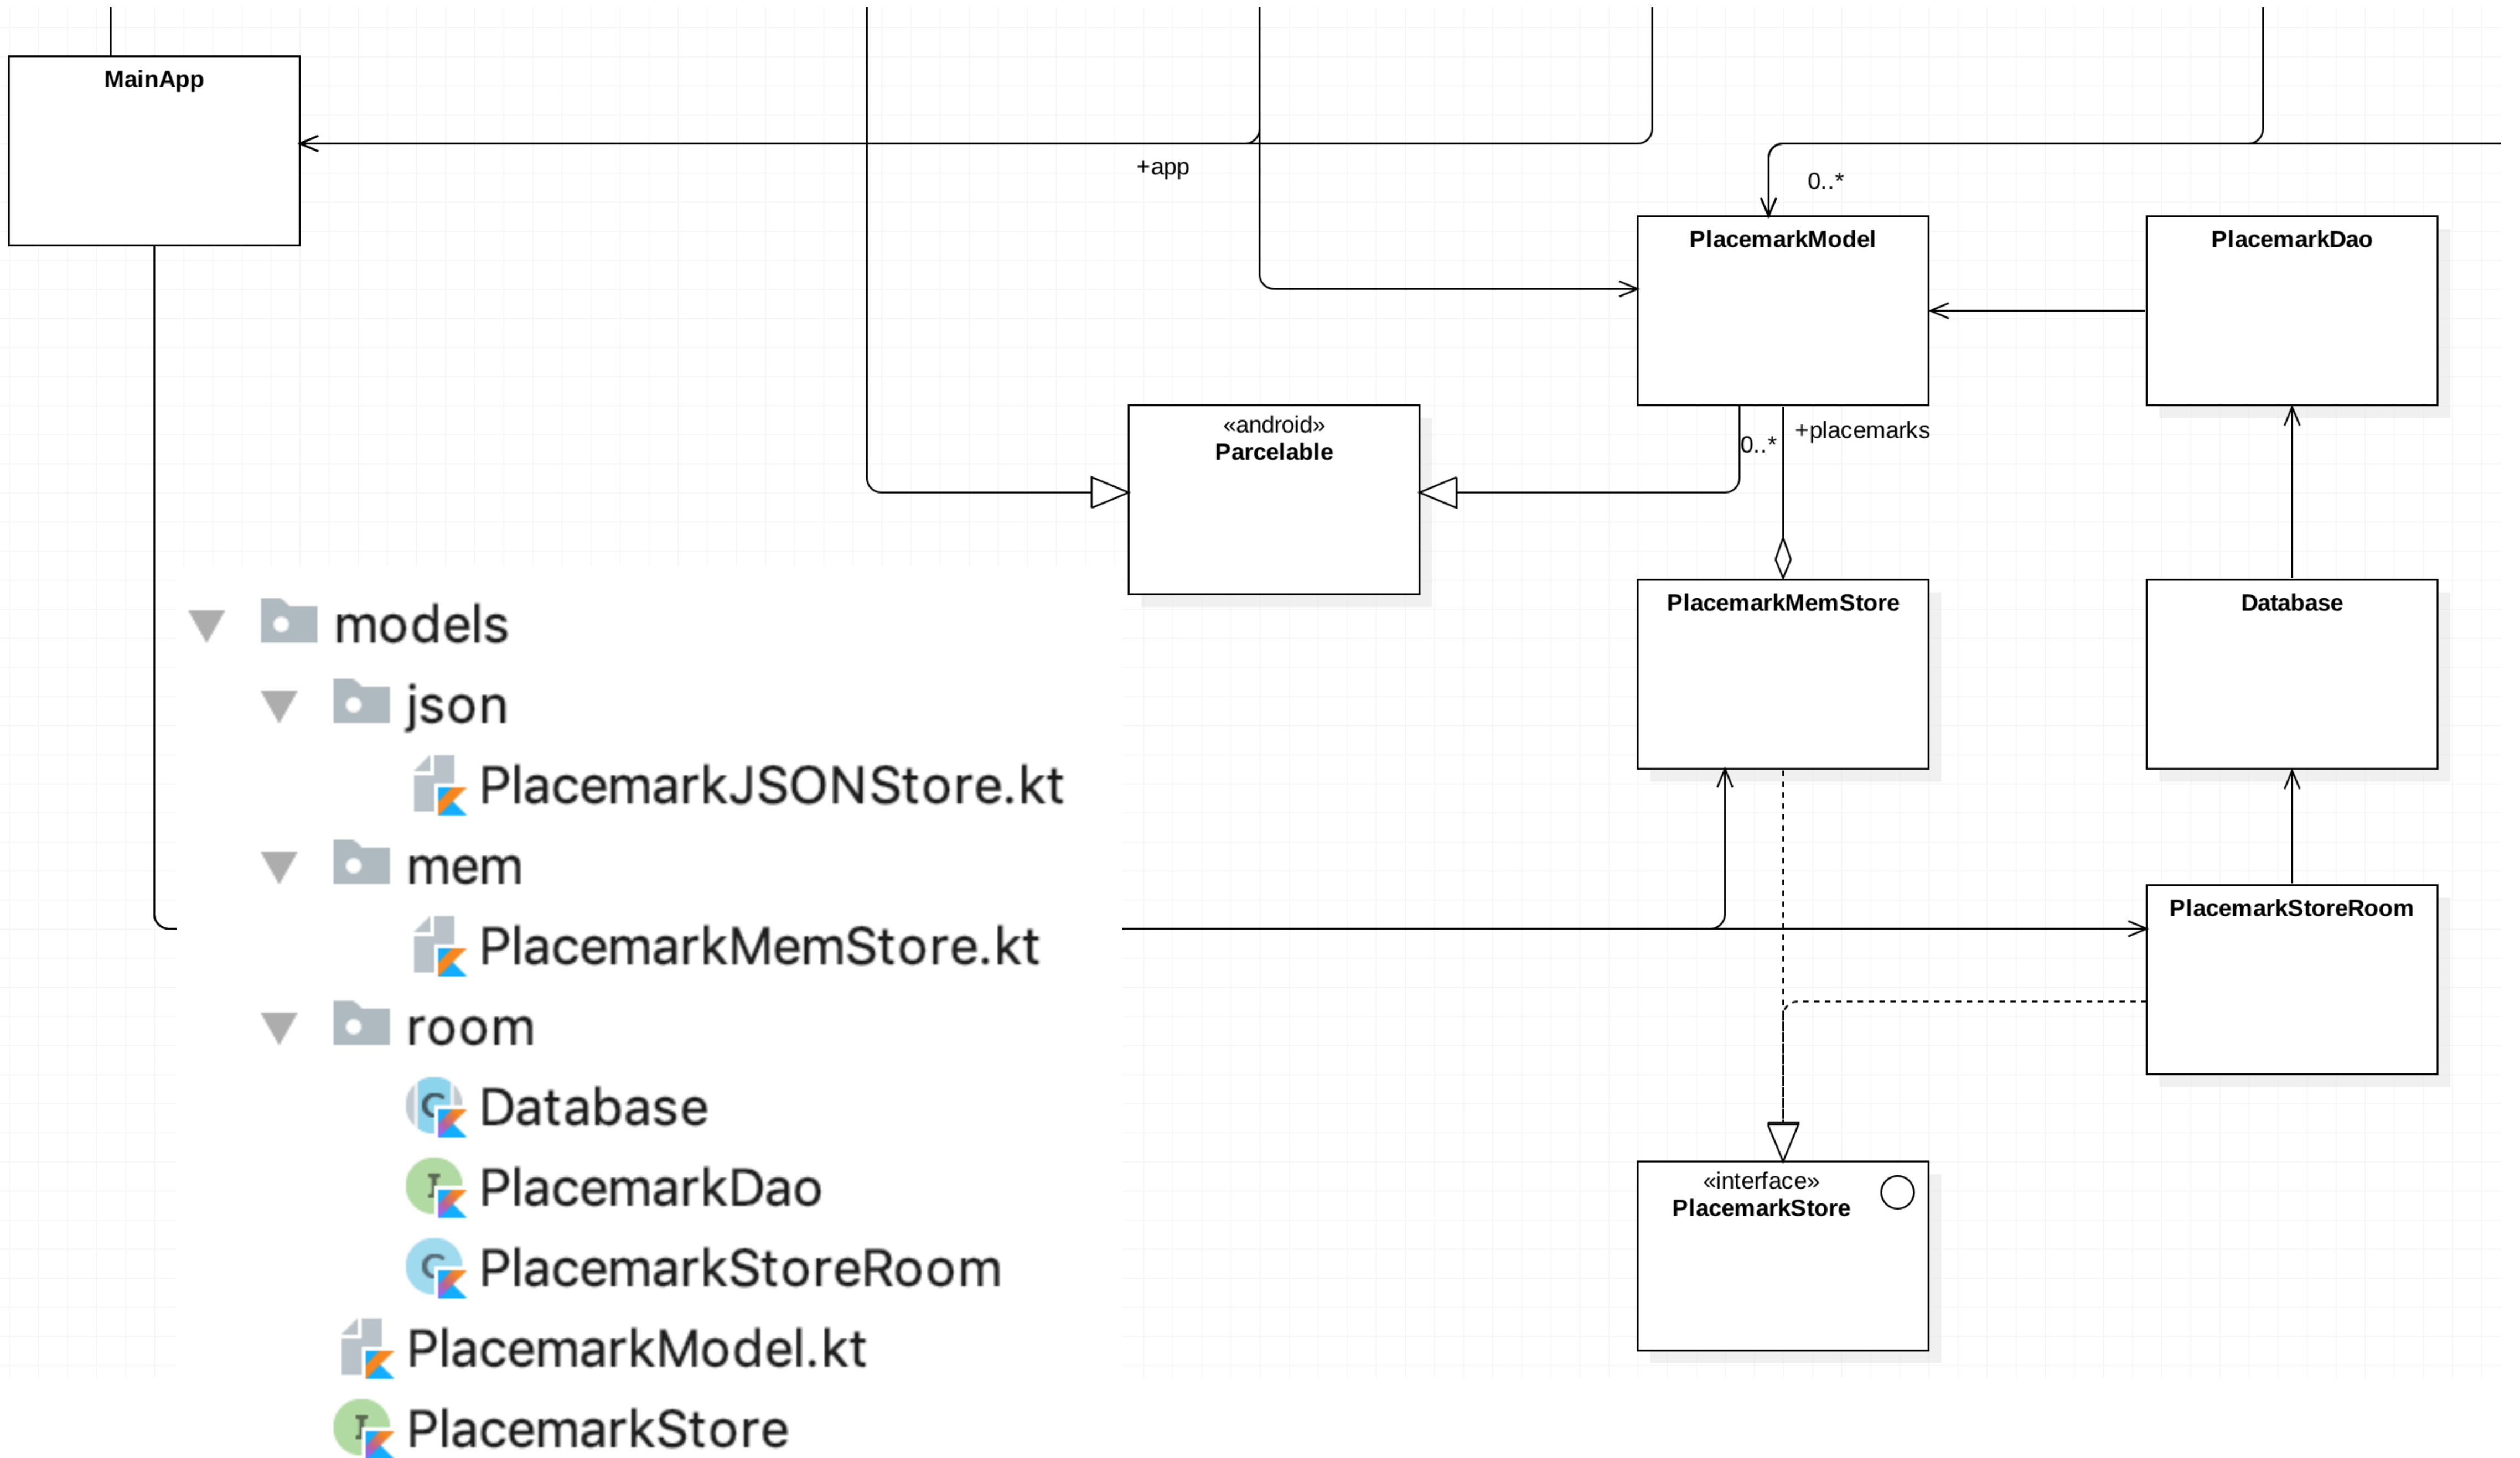 MainApp
+app
0..*
PlacemarkModel
PlacemarkDao
«android»
Parcelable
0..*
+placemarks
PlacemarkMemStore
Database
PlacemarkStoreRoom
«interface»
PlacemarkStore
models
json
PlacemarkJSONStore.kt
mem
PlacemarkMemStore.kt
room
Database
PlacemarkDao
PlacemarkStoreRoom
PlacemarkModel.kt
PlacemarkStore